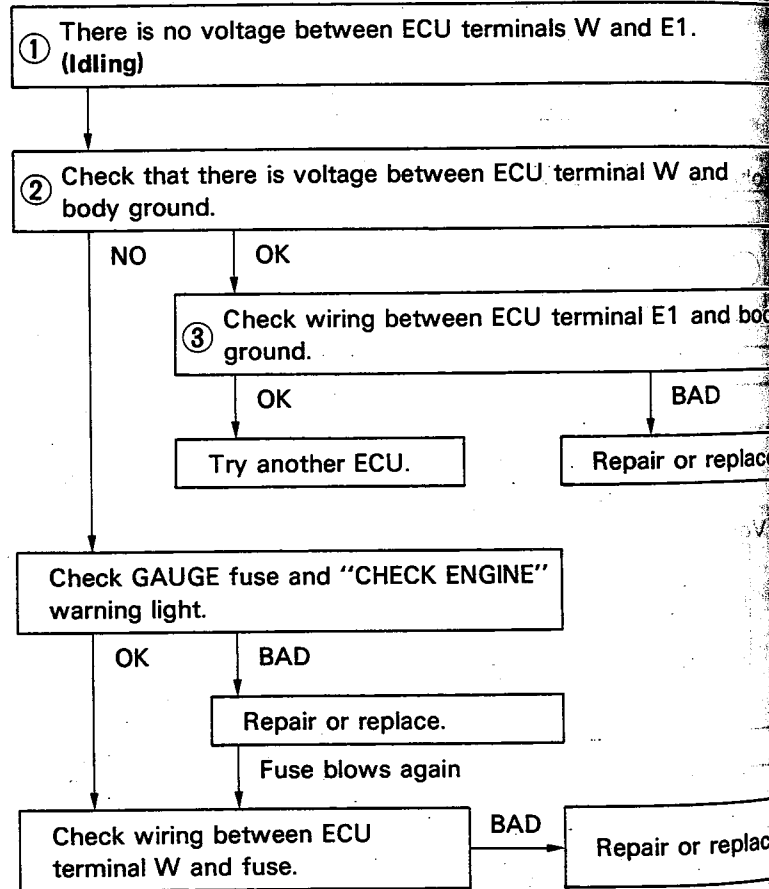 ① There is no voltage between ECU terminals W and E1.
(Idling)
② Check that there is voltage between ECU terminal W and
body ground.
NO
OK
③ Check wiring between ECU terminal E1 and
ground.
OK
BAD
Try another ECU.
Repair or
Check GAUGE fuse and "CHECK ENGINE"
warning light.
OK
BAD
Repair or replace.
Fuse blows again
Check wiring between ECU
terminal W and fuse.
BAD
Repair or